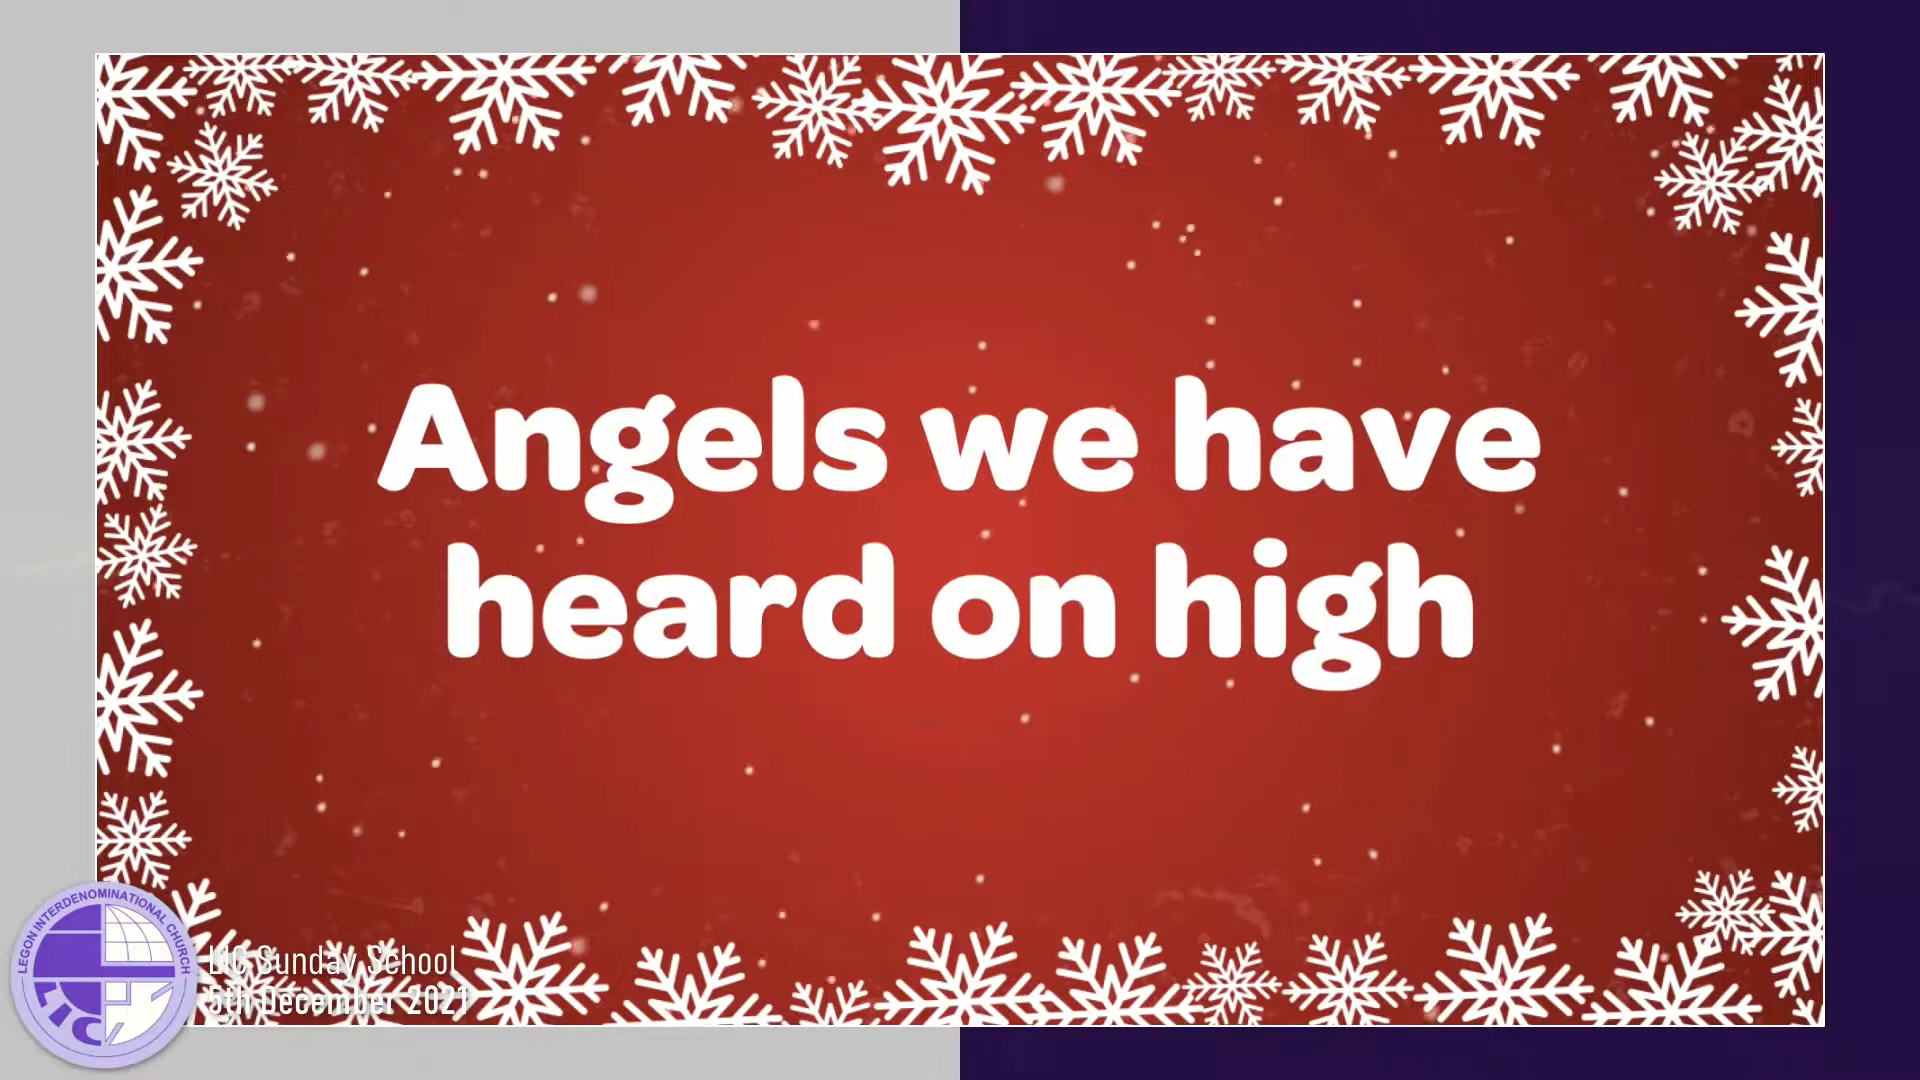 Angels we have
heard on high
LEGON INTERDENOMINATIONAL CHURCH
LIC
LIC Sunday School
5th December 2021